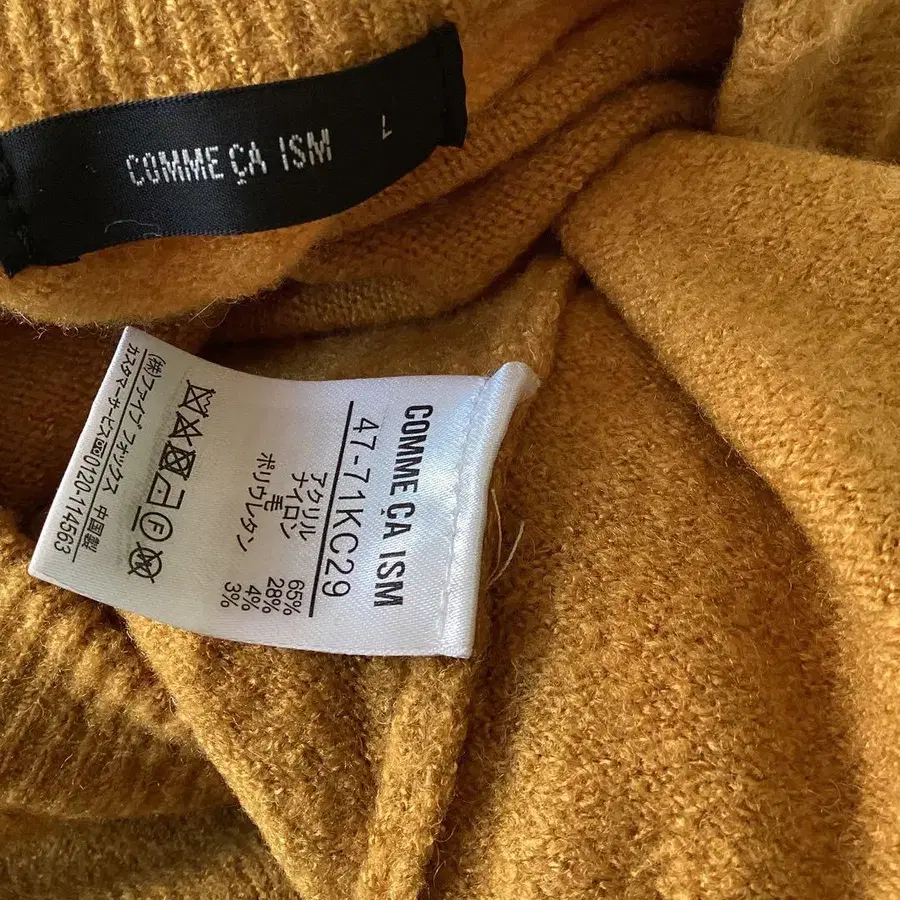 COMME ÇA ISM
COMME ÇA ISM
47-71KC29
アクリル 65%
ナイロン 28%
毛 4%
ポリウレタン 3%
F
(株)ファイブ フォックス 中国製
カスタマーサービス 0120-114563